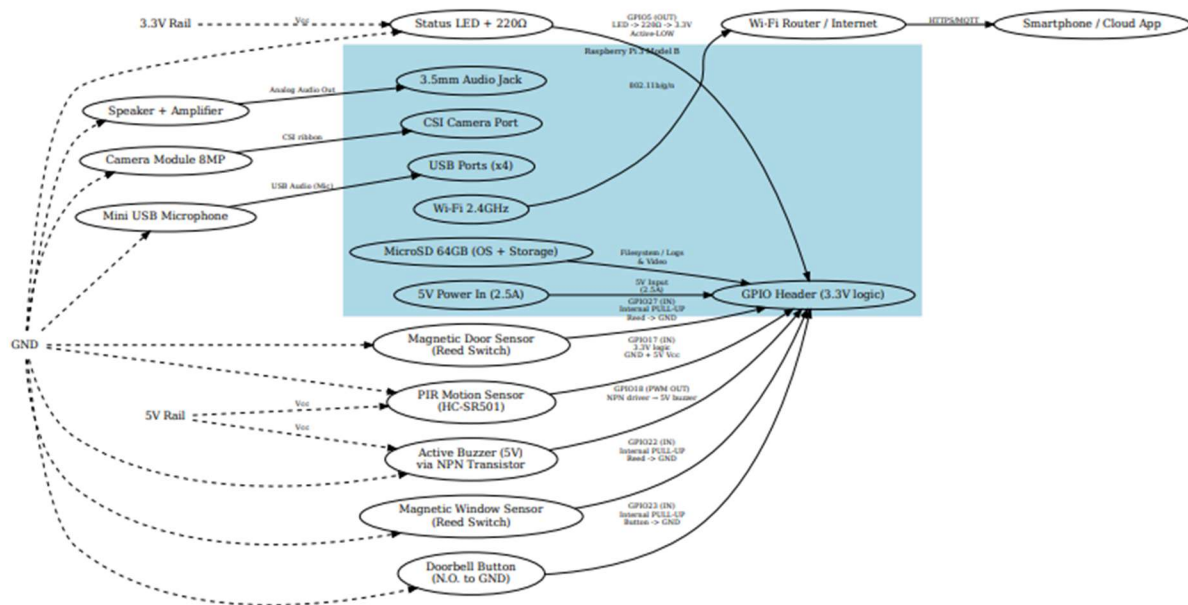 3.3V Rail
Vcc
Status LED + 220Ω
GPIO5 (OUT)
LED -> 220Ω -> 3.3V
Active-LOW
Wi-Fi Router / Internet
HTTPS/MQTT
Smartphone / Cloud App
Raspberry Pi 3 Model B
3.5mm Audio Jack
802.11b/g/n
Analog Audio Out
Speaker + Amplifier
CSI Camera Port
CSI ribbon
Camera Module 8MP
USB Ports (x4)
USB Audio (Mic)
Mini USB Microphone
Wi-Fi 2.4GHz
MicroSD 64GB (OS + Storage)
Filesystem / Logs
& Video
5V Power In (2.5A)
5V Input
(2.5A)
GPIO Header (3.3V logic)
GPIO27 (IN)
Internal PULL-UP
Reed -> GND
GND
Magnetic Door Sensor
(Reed Switch)
GPIO17 (IN)
3.3V logic
GND + 5V Vcc
PIR Motion Sensor
(HC-SR501)
Vcc
5V Rail
Vcc
GPIO18 (PWM OUT)
NPN driver → 5V buzzer
Active Buzzer (5V)
via NPN Transistor
GPIO22 (IN)
Internal PULL-UP
Reed -> GND
Magnetic Window Sensor
(Reed Switch)
GPIO23 (IN)
Internal PULL-UP
Button -> GND
Doorbell Button
(N.O. to GND)